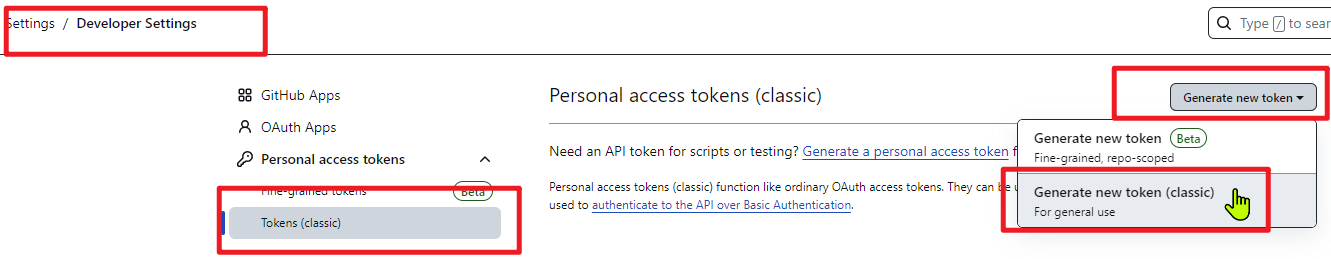 Settings / Developer Settings
Type / to sear
GitHub Apps
OAuth Apps
Personal access tokens
Fine-grained tokens Beta
Tokens (classic)
Personal access tokens (classic)
Generate new token
Need an API token for scripts or testing? Generate a personal access token f
Personal access tokens (classic) function like ordinary OAuth access tokens. They can be u
used to authenticate to the API over Basic Authentication.
Generate new token Beta
Fine-grained, repo-scoped
Generate new token (classic)
For general use